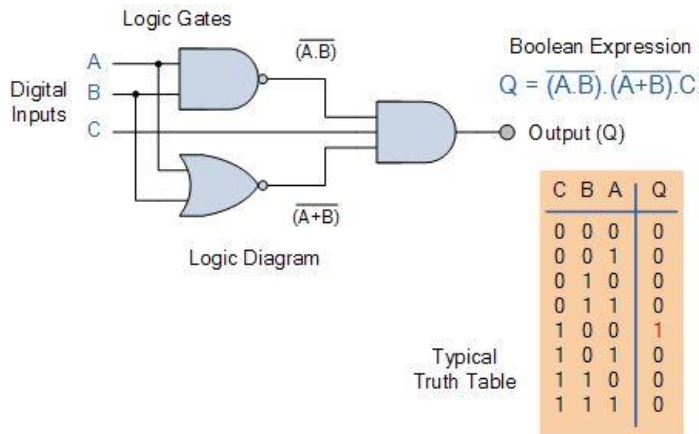 Logic Gates
A
B
C
Digital
Inputs
(A̅.̅B̅)
(A̅+̅B̅)
Logic Diagram
Boolean Expression
Q = (A̅.̅B̅).(A̅+̅B̅).C
Output (Q)
C B A Q
0 0 0 0
0 0 1 0
0 1 0 0
0 1 1 0
1 0 0 1
1 0 1 0
1 1 0 0
1 1 1 0
Typical
Truth Table